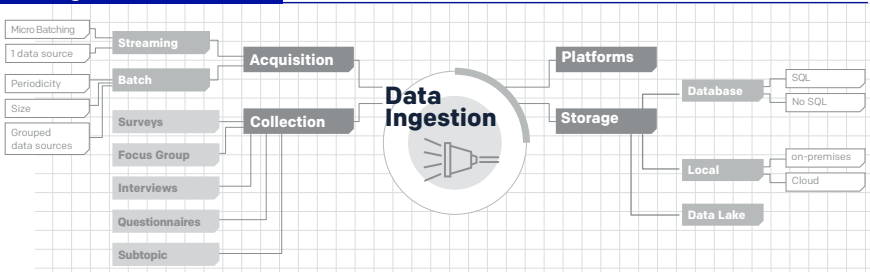 Micro Batching
1 data source
Periodicity
Size
Grouped
data sources
Streaming
Batch
Surveys
Focus Group
Interviews
Questionnaires
Subtopic
Acquisition
Collection
Data
Ingestion
Platforms
Storage
Database
Local
Data Lake
SQL
No SQL
on-premises
Cloud